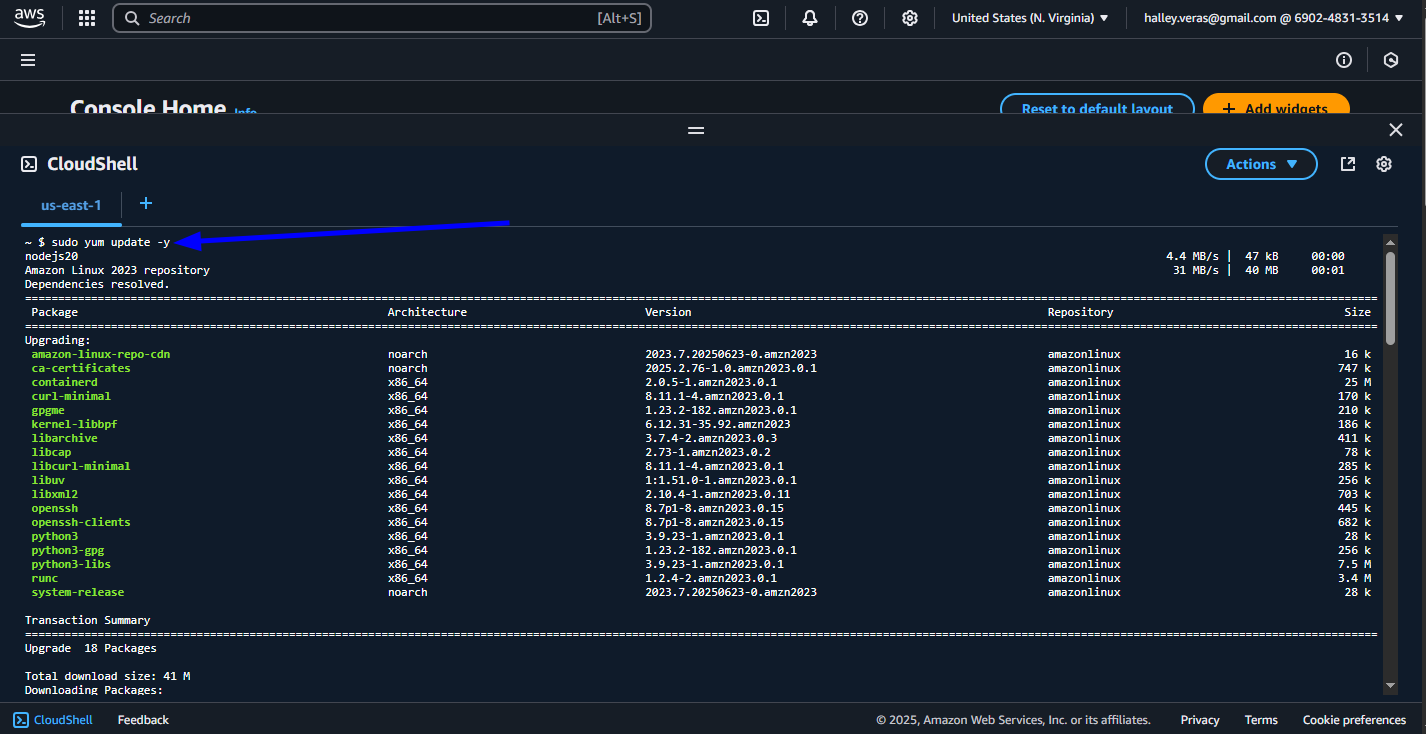 aws Search [Alt+S] United States (N. Virginia) halley.veras@gmail.com @ 6902-4831-3514
Console Home Info Reset to default layout + Add widgets
CloudShell Actions
us-east-1 +
~ $ sudo yum update -y
nodejs20 4.4 MB/s | 47 kB 00:00
Amazon Linux 2023 repository 31 MB/s | 40 MB 00:01
Dependencies resolved.
Package Architecture Version Repository Size
Upgrading:
amazon-linux-repo-cdn noarch 2023.7.20250623-0.amzn2023 amazonlinux 16 k
ca-certificates noarch 2025.2.76-1.0.amzn2023.0.1 amazonlinux 747 k
containerd x86_64 2.0.5-1.amzn2023.0.1 amazonlinux 25 M
curl-minimal x86_64 8.11.1-4.amzn2023.0.1 amazonlinux 170 k
gpgme x86_64 1.23.2-182.amzn2023.0.1 amazonlinux 210 k
kernel-libbpf x86_64 6.12.31-35.92.amzn2023 amazonlinux 186 k
libarchive x86_64 3.7.4-2.amzn2023.0.3 amazonlinux 411 k
libcap x86_64 2.73-1.amzn2023.0.2 amazonlinux 78 k
libcurl-minimal x86_64 8.11.1-4.amzn2023.0.1 amazonlinux 285 k
libuv x86_64 1:1.51.0-1.amzn2023.0.1 amazonlinux 256 k
libxml2 x86_64 2.10.4-1.amzn2023.0.11 amazonlinux 703 k
openssh x86_64 8.7p1-8.amzn2023.0.15 amazonlinux 445 k
openssh-clients x86_64 8.7p1-8.amzn2023.0.15 amazonlinux 682 k
python3 x86_64 3.9.23-1.amzn2023.0.1 amazonlinux 28 k
python3-gpg x86_64 1.23.2-182.amzn2023.0.1 amazonlinux 256 k
python3-libs x86_64 3.9.23-1.amzn2023.0.1 amazonlinux 7.5 M
runc x86_64 1.2.4-2.amzn2023.0.1 amazonlinux 3.4 M
system-release noarch 2023.7.20250623-0.amzn2023 amazonlinux 28 k
Transaction Summary
Upgrade 18 Packages
Total download size: 41 M
Downloading Packages:
CloudShell Feedback © 2025, Amazon Web Services, Inc. or its affiliates. Privacy Terms Cookie preferences